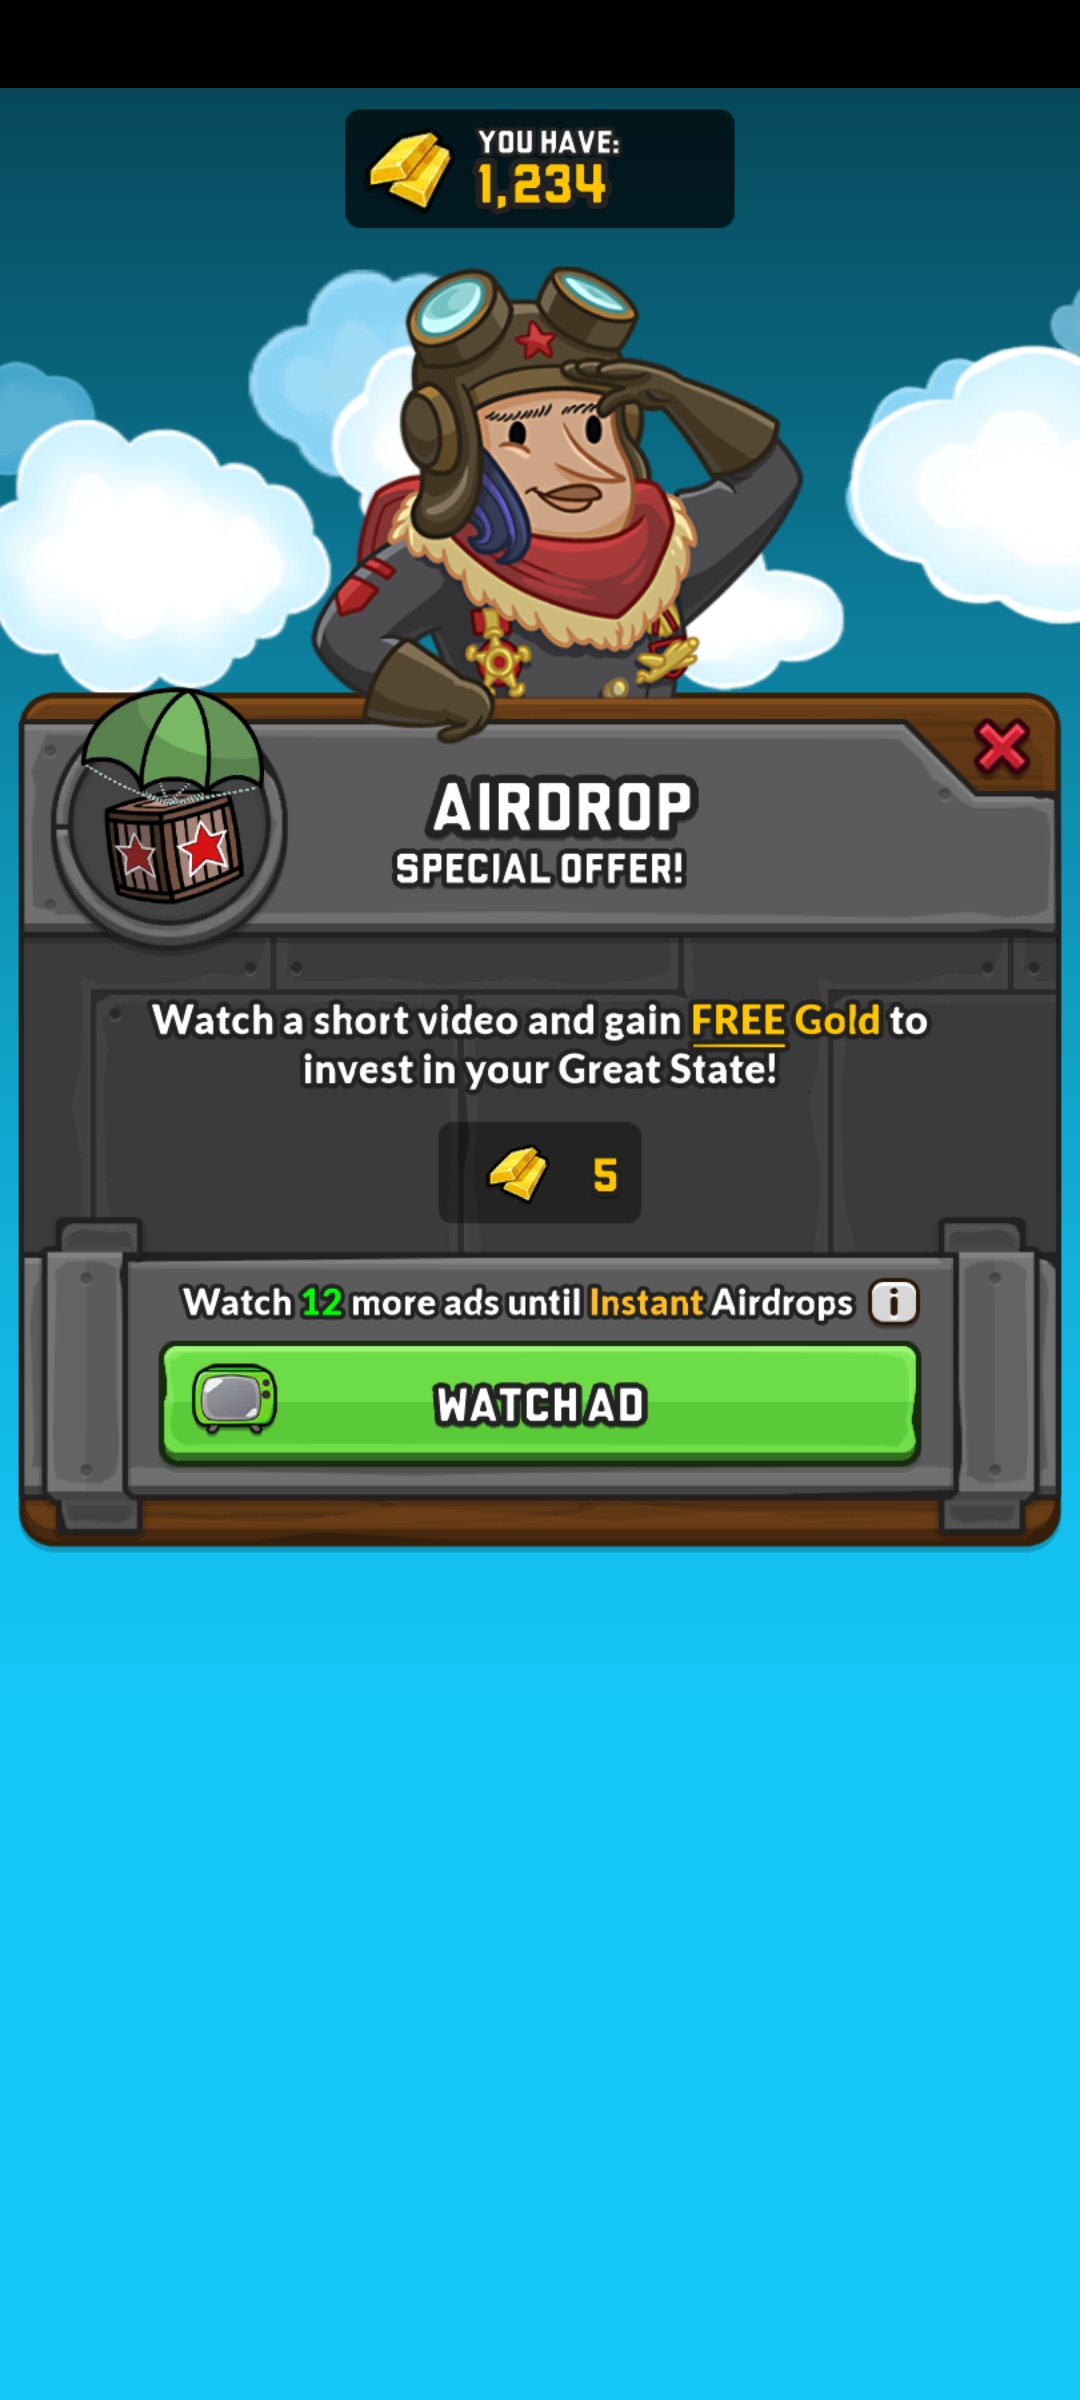 YOU HAVE:
1,234
AIRDROP
SPECIAL OFFER!
Watch a short video and gain FREE Gold to
invest in your Great State!
5
Watch 12 more ads until Instant Airdrops i
WATCH AD